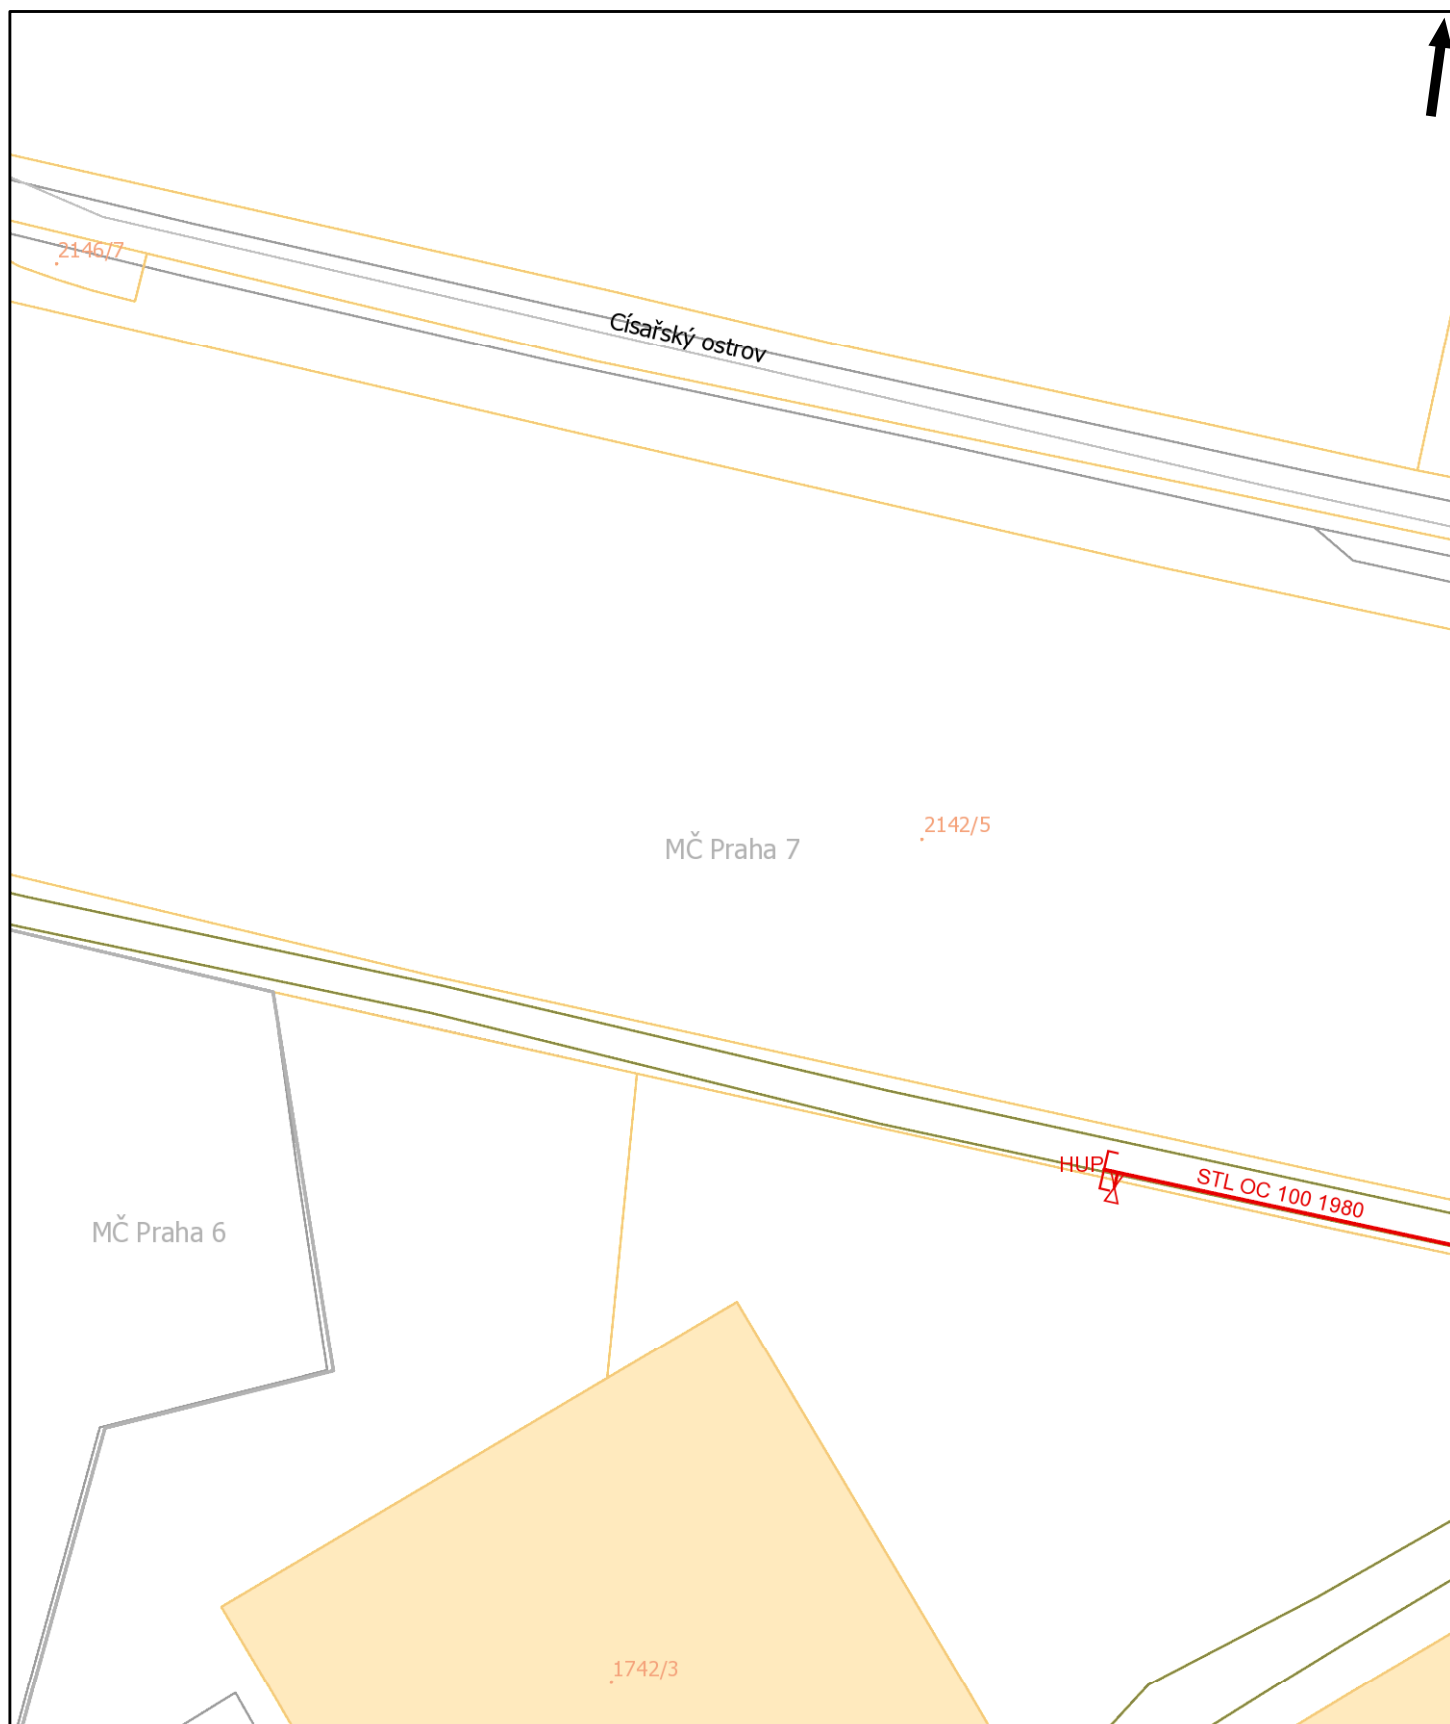 2146/7
Císařský ostrov
2142/5
MČ Praha 7
HUP
STL OC 100 1980
MČ Praha 6
1742/3